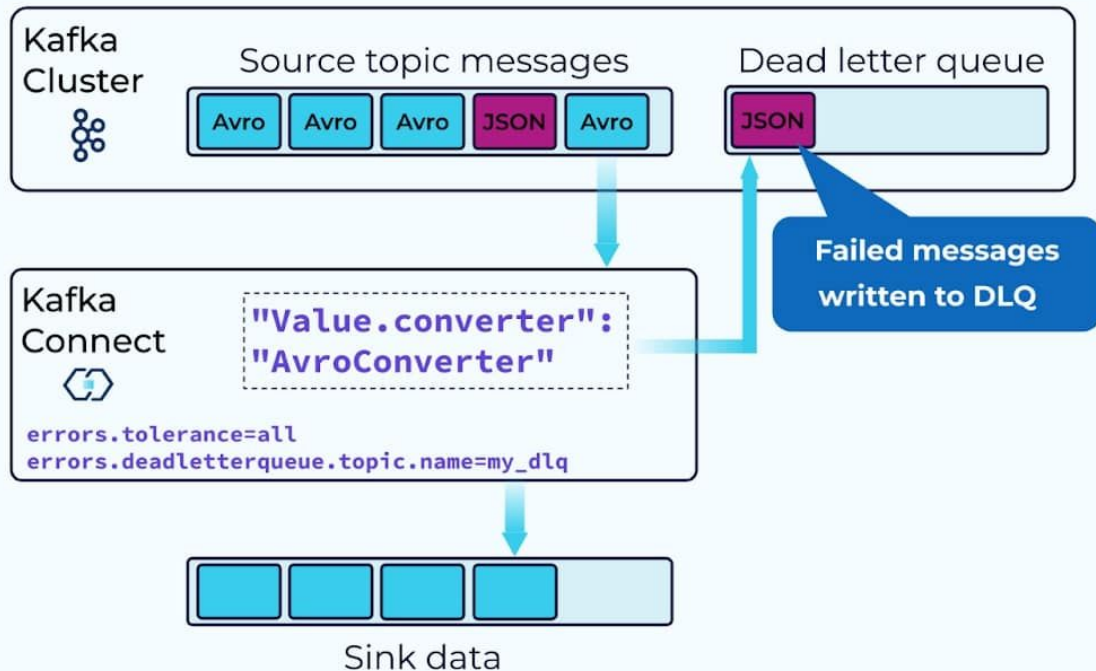 Kafka
Cluster
Source topic messages
Dead letter queue
Avro
Avro
Avro
JSON
Avro
JSON
Failed messages
written to DLQ
Kafka
Connect
"Value.converter":
"AvroConverter"
errors.tolerance=all
errors.deadletterqueue.topic.name=my_dlq
Sink data